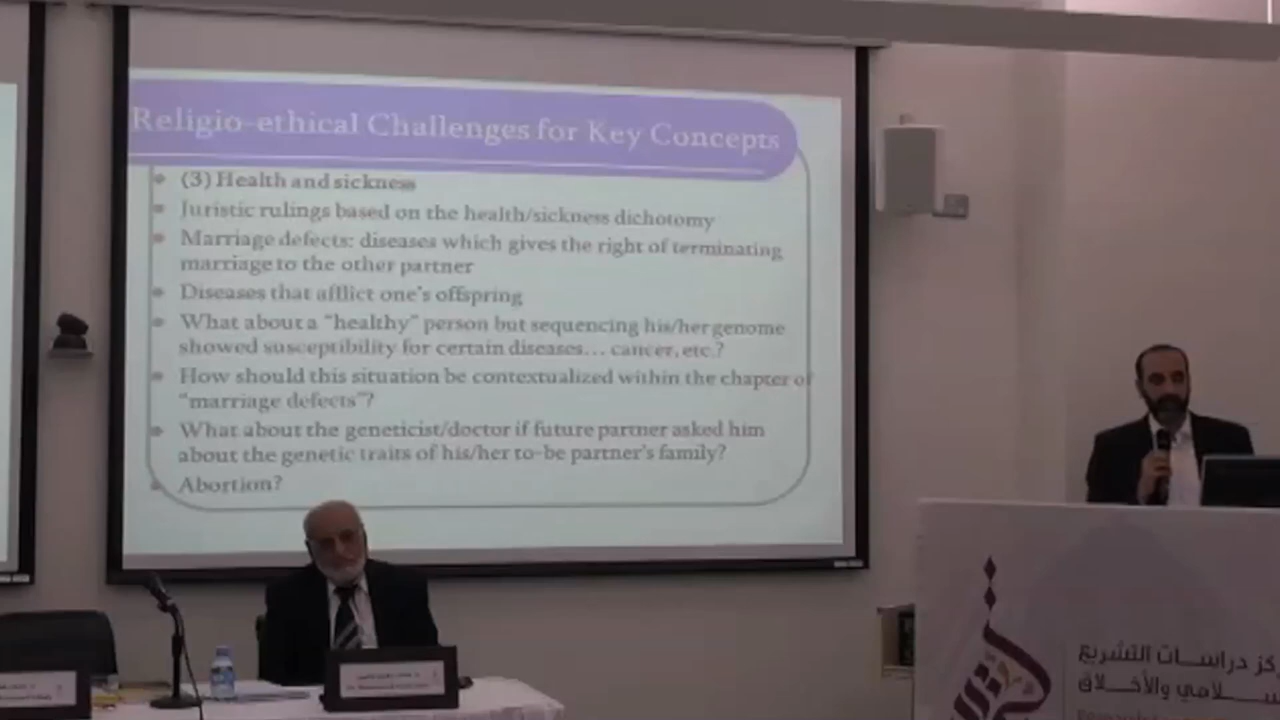 Religio-ethical Challenges for Key Concepts
(3) Health and sickness
Juristic rulings based on the health/sickness dichotomy
Marriage defects: diseases which gives the right of terminating
marriage to the other partner
Diseases that afflict one's offspring
What about a "healthy" person but sequencing his/her genome
showed susceptibility for certain diseases... cancer, etc.?
How should this situation be contextualized within the chapter of
"marriage defects"?
What about the geneticist/doctor if future partner asked him
about the genetic traits of his/her to-be partner's family?
Abortion?
دراسات التشريع
والأخلاق